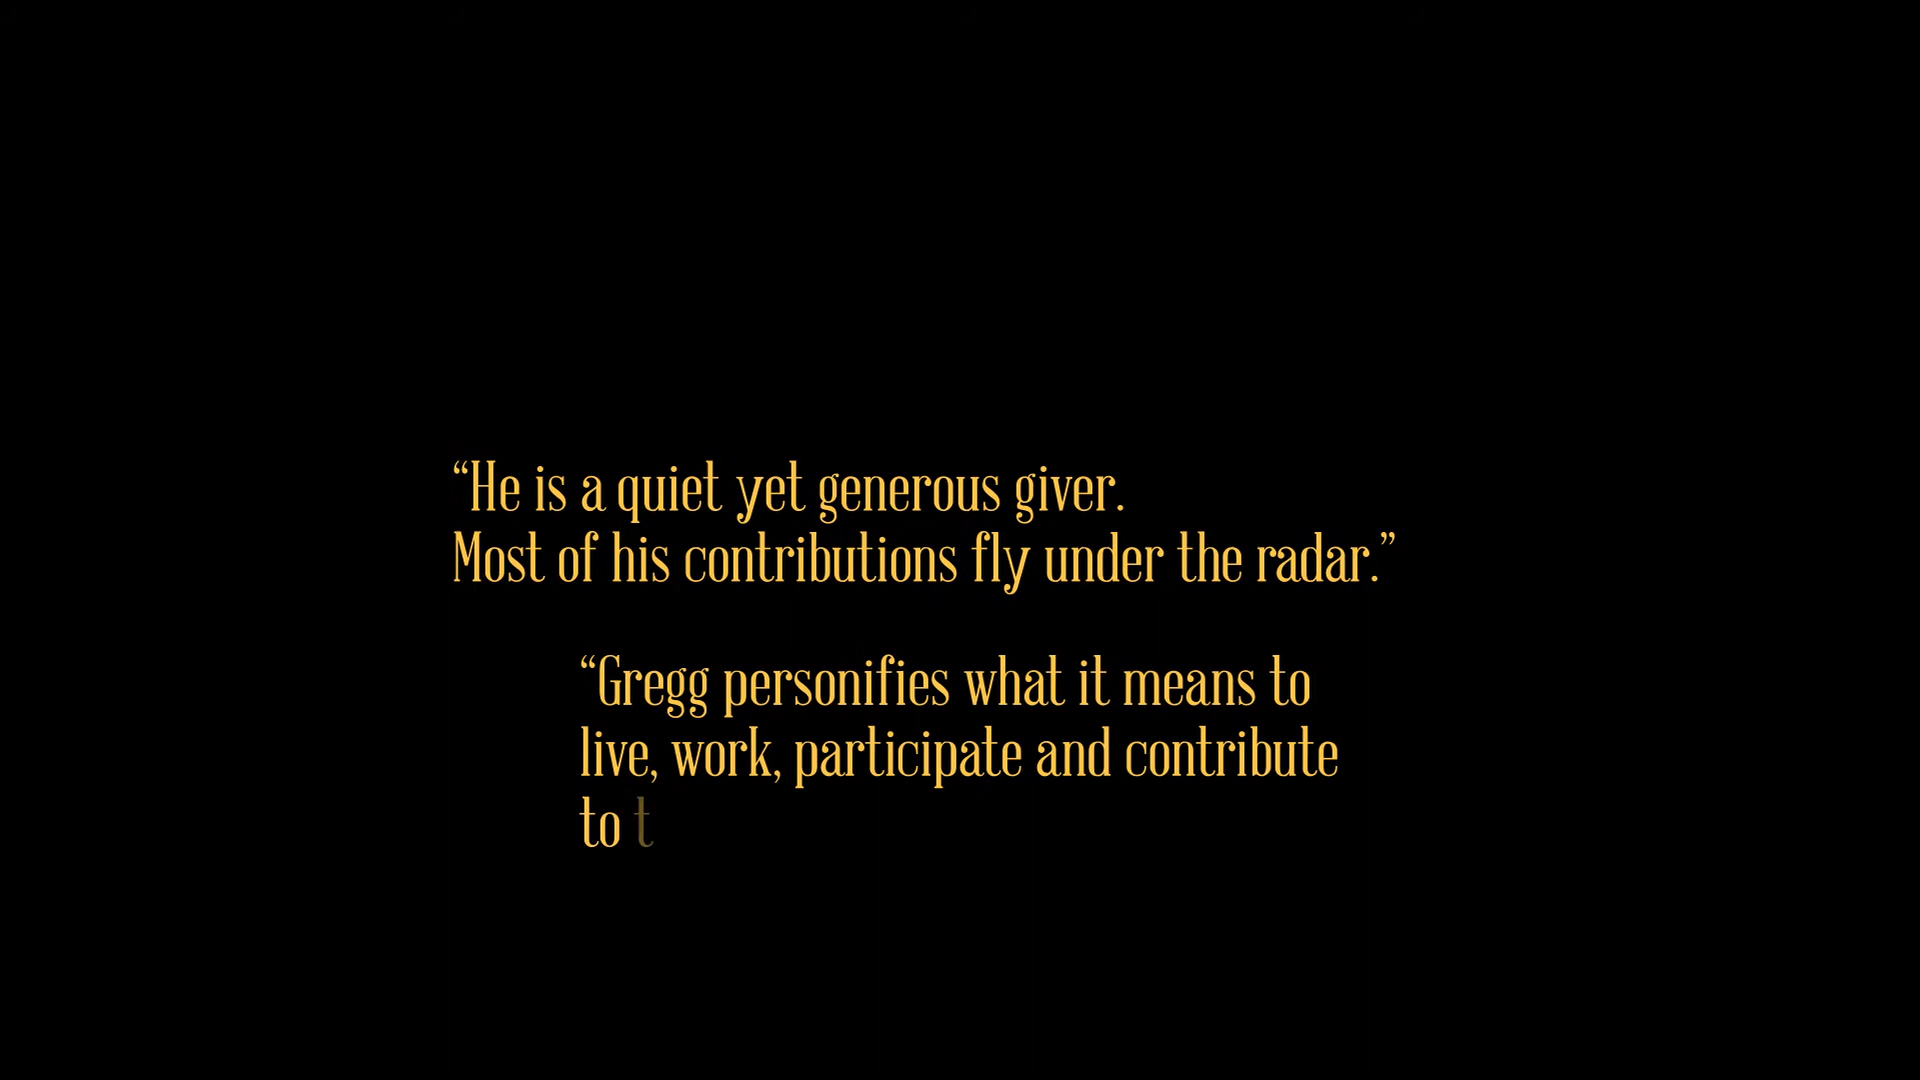 “He is a quiet yet generous giver.
Most of his contributions fly under the radar.”
“Gregg personifies what it means to
live, work, participate and contribute
to t